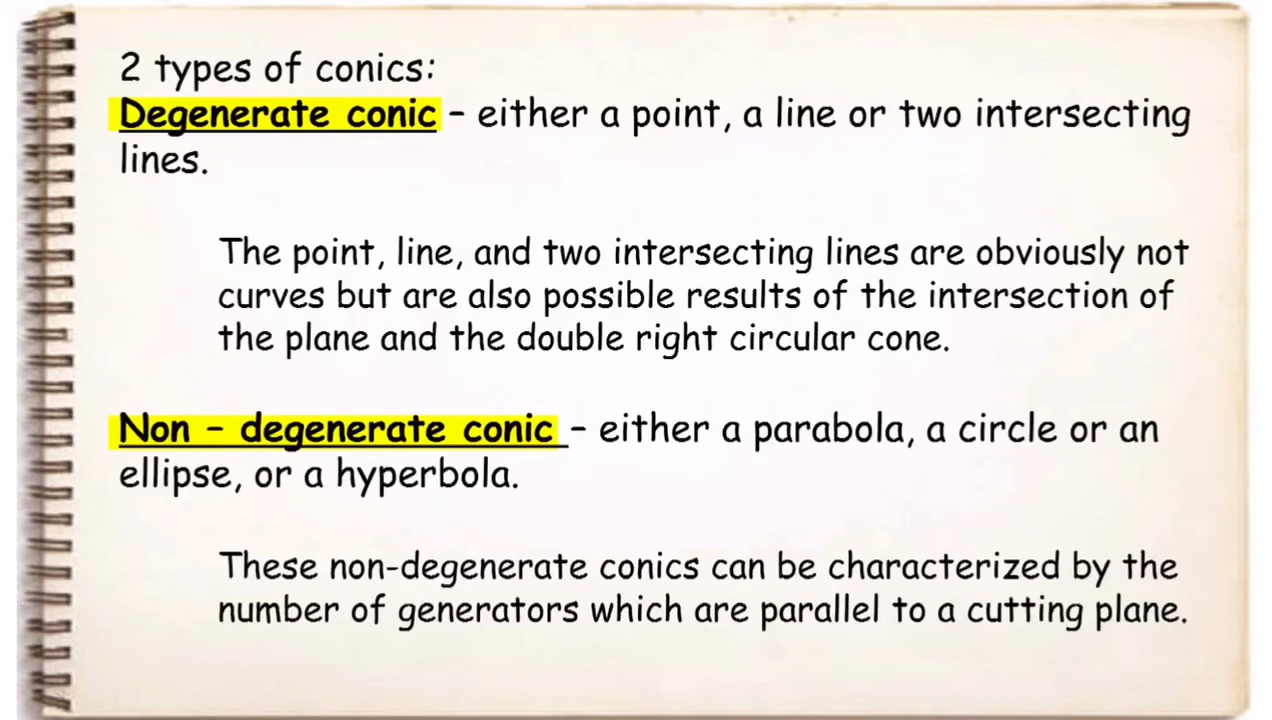 2 types of conics:
Degenerate conic – either a point, a line or two intersecting
lines.
The point, line, and two intersecting lines are obviously not
curves but are also possible results of the intersection of
the plane and the double right circular cone.
Non – degenerate conic – either a parabola, a circle or an
ellipse, or a hyperbola.
These non-degenerate conics can be characterized by the
number of generators which are parallel to a cutting plane.